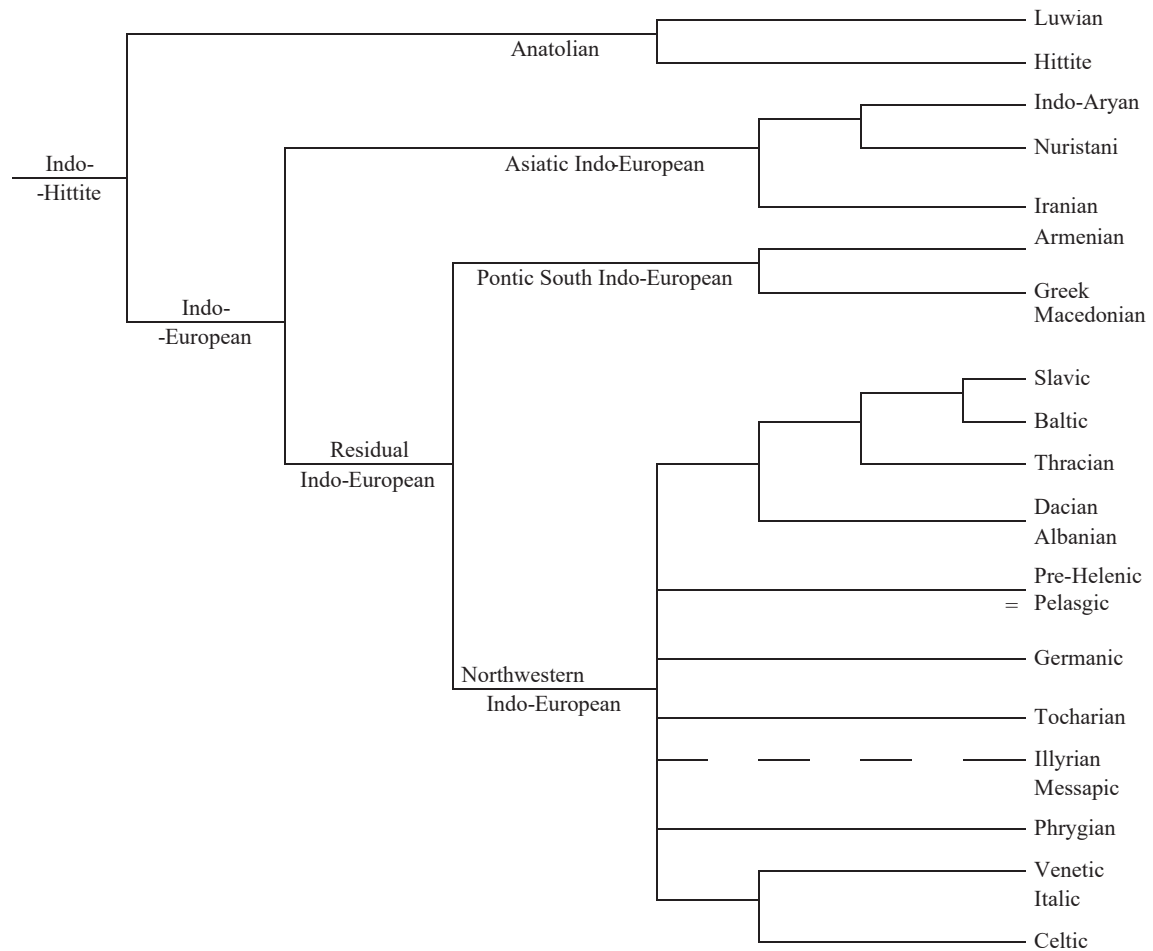 Luwian
Anatolian
Hittite
Indo-Aryan
Nuristani
Indo-
-Hittite
Asiatic Indo-European
Iranian
Armenian
Pontic South Indo-European
Greek
Macedonian
Indo-
-European
Slavic
Baltic
Residual
Indo-European
Thracian
Dacian
Albanian
Pre-Helenic
= Pelasgic
Germanic
Northwestern
Indo-European
Tocharian
Illyrian
Messapic
Phrygian
Venetic
Italic
Celtic